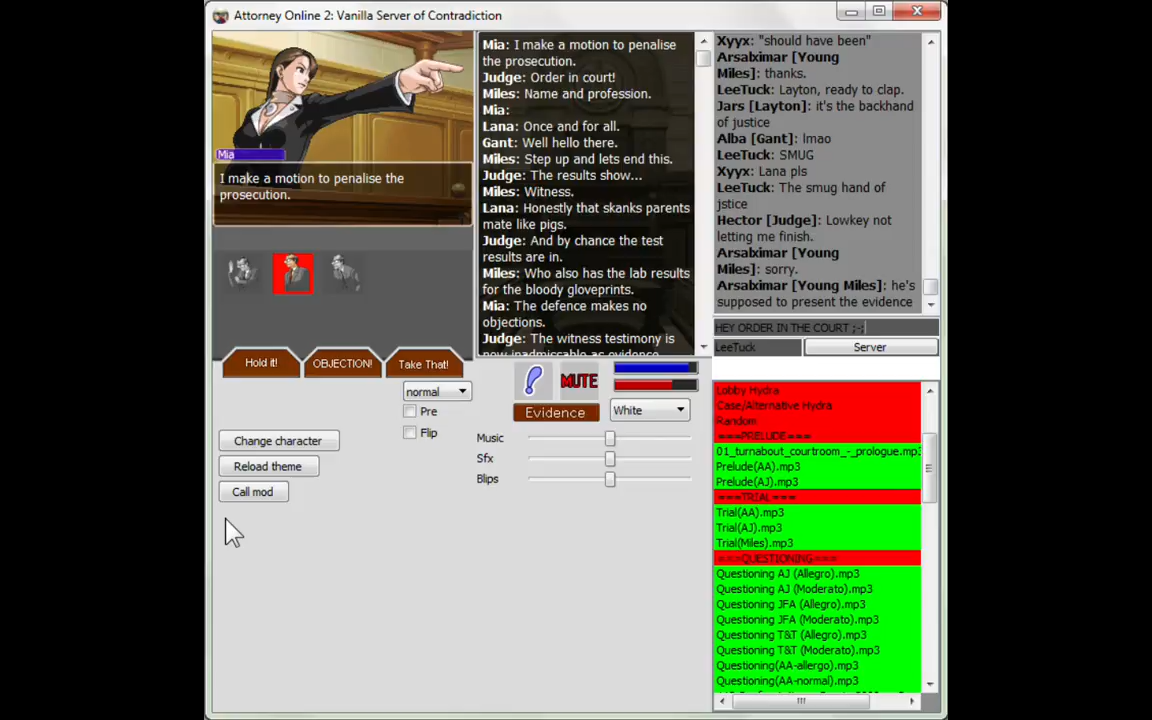 Attorney Online 2: Vanilla Server of Contradiction
Mia
I make a motion to penalise the
prosecution.
Hold it!
OBJECTION!
Take That!
normal
Pre
Flip
Change character
Reload theme
Call mod
Mia: I make a motion to penalise
the prosecution.
Judge: Order in court!
Miles: Name and profession.
Mia:
Lana: Once and for all.
Gant: Well hello there.
Miles: Step up and lets end this.
Judge: The results show...
Miles: Witness.
Lana: Honestly that skanks parents
mate like pigs.
Judge: And by chance the test
results are in.
Miles: Who also has the lab results
for the bloody gloveprints.
Mia: The defence makes no
objections.
Judge: The witness testimony is
now inadmissable as evidence
MUTE
Evidence
White
Music
Sfx
Blips
Xyyx: "should have been"
Arsalximar [Young
Miles]: thanks.
LeeTuck: Layton, ready to clap.
Jars [Layton]: it's the backhand
of justice
Alba [Gant]: lmao
LeeTuck: SMUG
Xyyx: Lana pls
LeeTuck: The smug hand of
jstice
Hector [Judge]: Lowkey not
letting me finish.
Arsalximar [Young
Miles]: sorry.
Arsalximar [Young Miles]: he's
supposed to present the evidence
HEY ORDER IN THE COURT ;-;
LeeTuck
Server
Lobby Hydra
Case/Alternative Hydra
Random
===PRELUDE===
01_turnabout_courtroom_-_prologue.mp3
Prelude(AA).mp3
Prelude(AJ).mp3
===TRIAL===
Trial(AA).mp3
Trial(AJ).mp3
Trial(Miles).mp3
===QUESTIONING===
Questioning AJ (Allegro).mp3
Questioning AJ (Moderato).mp3
Questioning JFA (Allegro).mp3
Questioning JFA (Moderato).mp3
Questioning T&T (Allegro).mp3
Questioning T&T (Moderato).mp3
Questioning(AA-allergo).mp3
Questioning(AA-normal).mp3